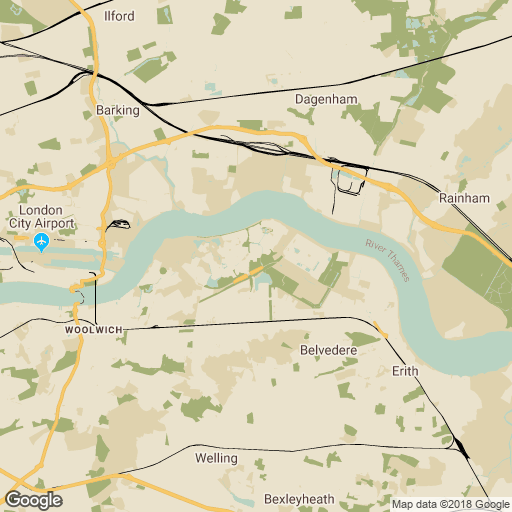 Ilford
Dagenham
Barking
Rainham
London
City Airport
River Thames
WOOLWICH
Belvedere
Erith
Welling
Bexleyheath
Google
Google
Map data ©2018 Google